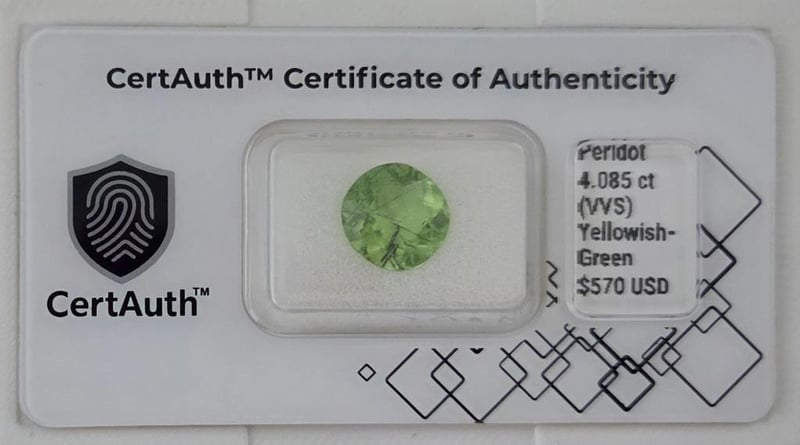 CertAuth™ Certificate of Authenticity
CertAuth™
Peridot
4.085 ct
(VVS)
Yellowish-
Green
$570 USD